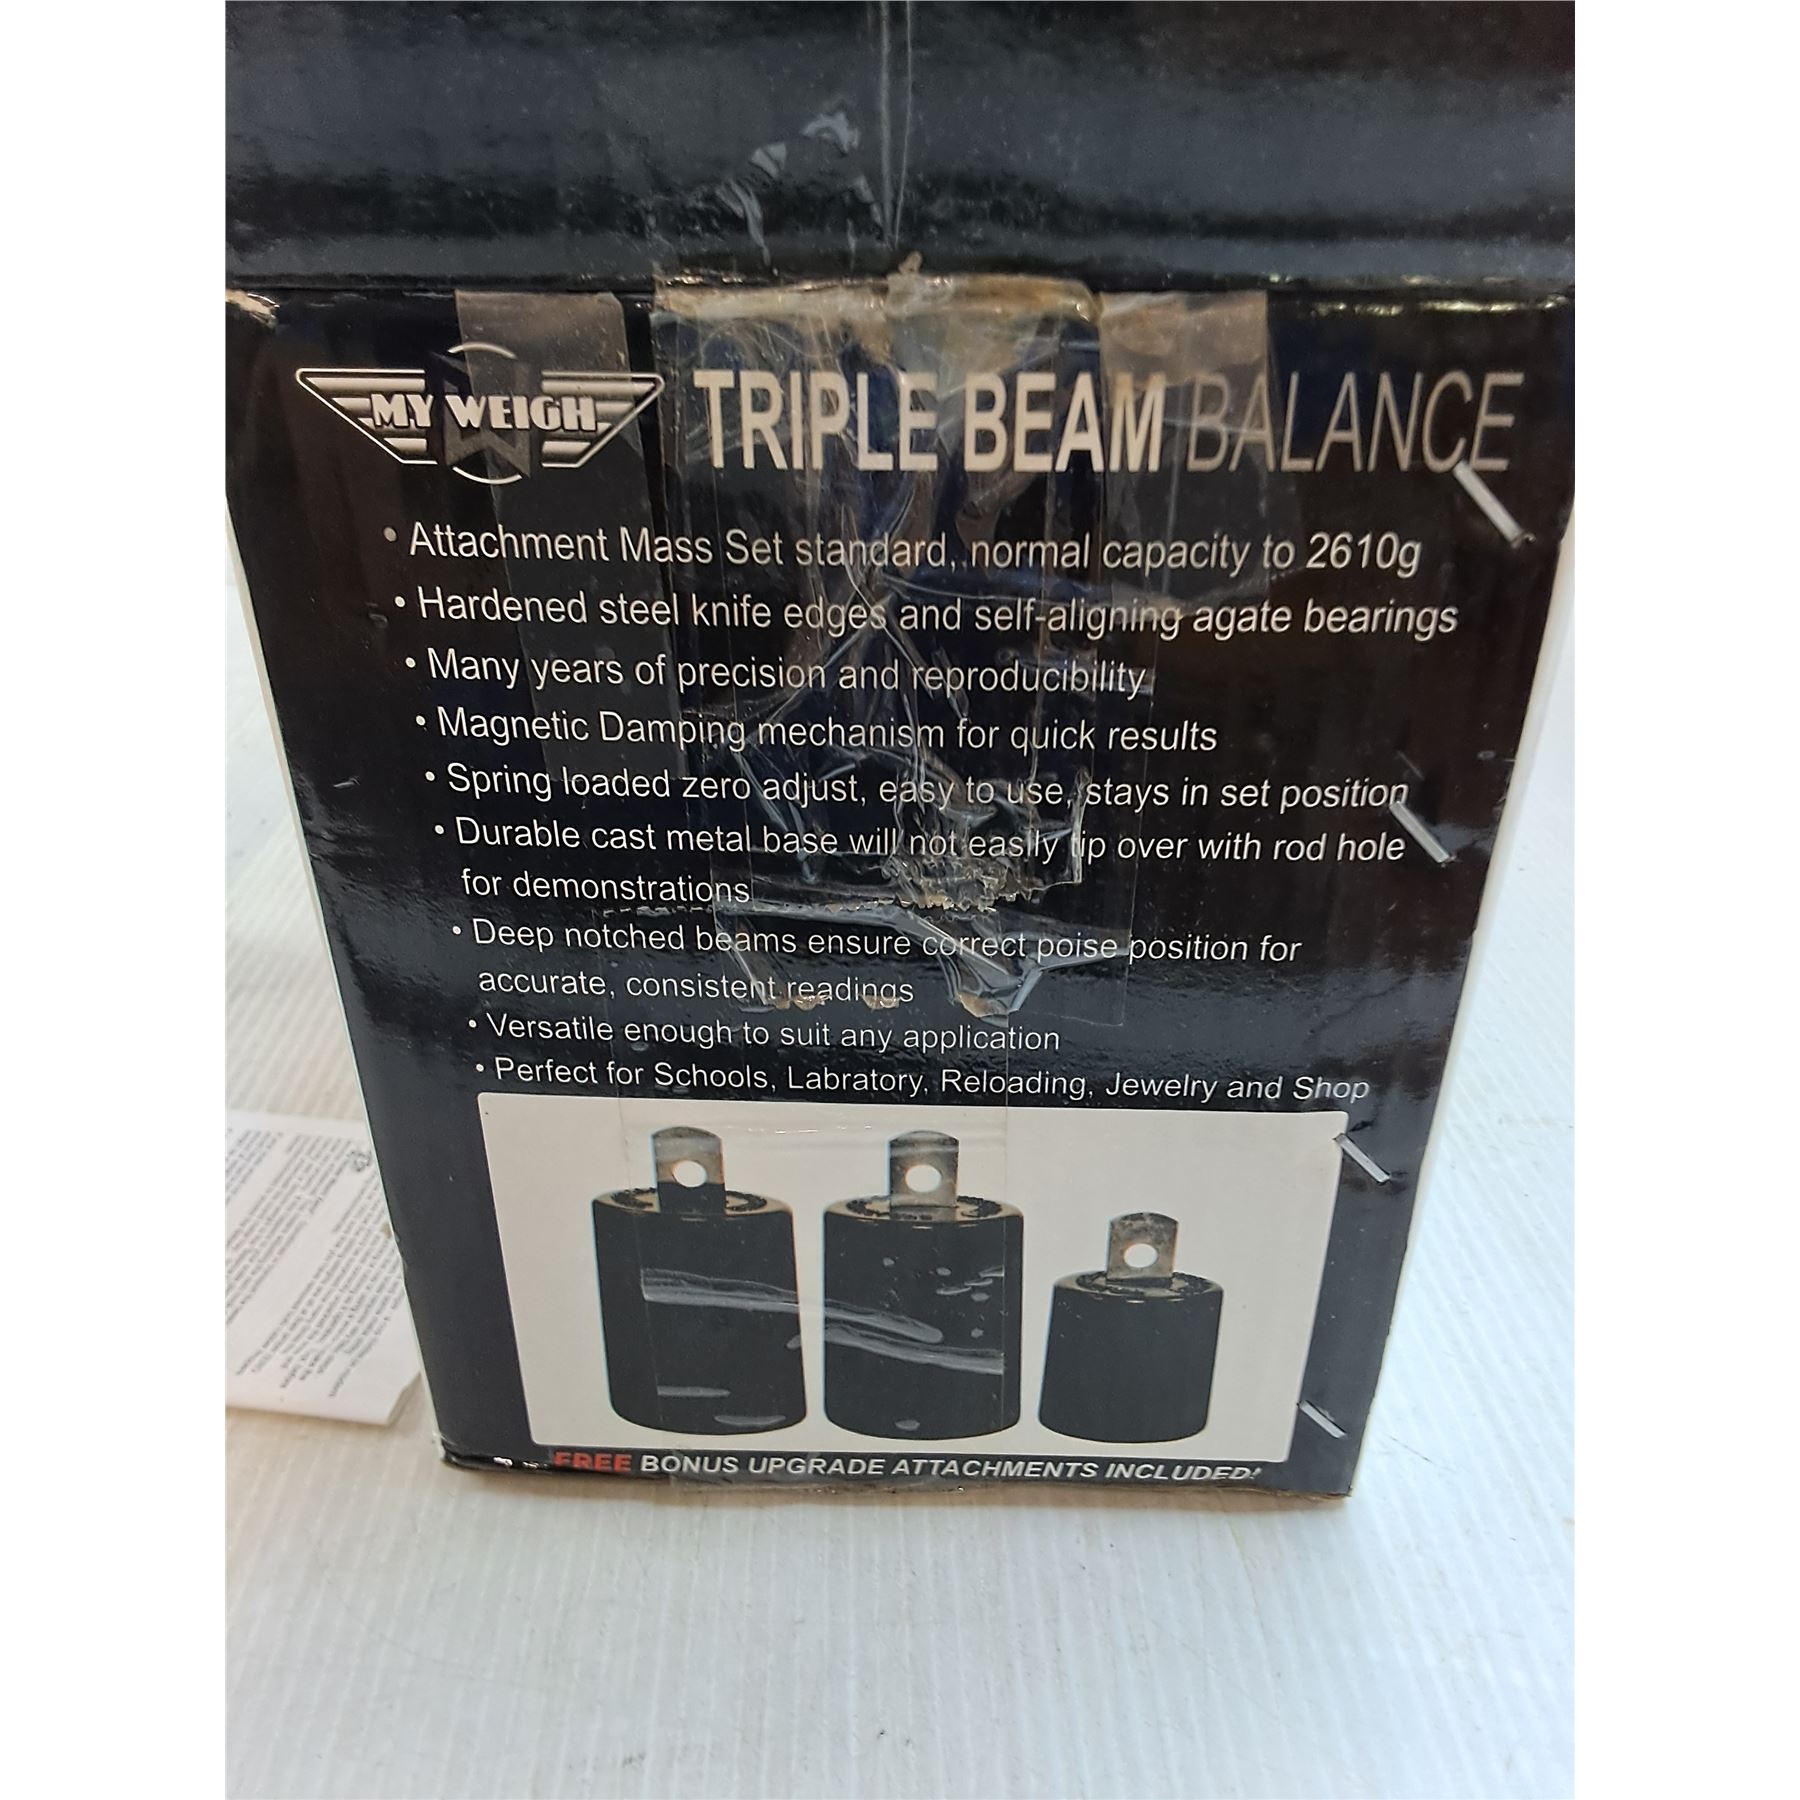 MY WEIGH
TRIPLE BEAM BALANCE
• Attachment Mass Set standard, normal capacity to 2610g
• Hardened steel knife edges and self-aligning agate bearings
• Many years of precision and reproducibility
• Magnetic Damping mechanism for quick results
• Spring loaded zero adjust, easy to use, stays in set position
• Durable cast metal base will not easily tip over with rod hole
for demonstrations
• Deep notched beams ensure correct poise position for
accurate, consistent readings
• Versatile enough to suit any application
• Perfect for Schools, Labratory, Reloading, Jewelry and Shop
FREE BONUS UPGRADE ATTACHMENTS INCLUDED!